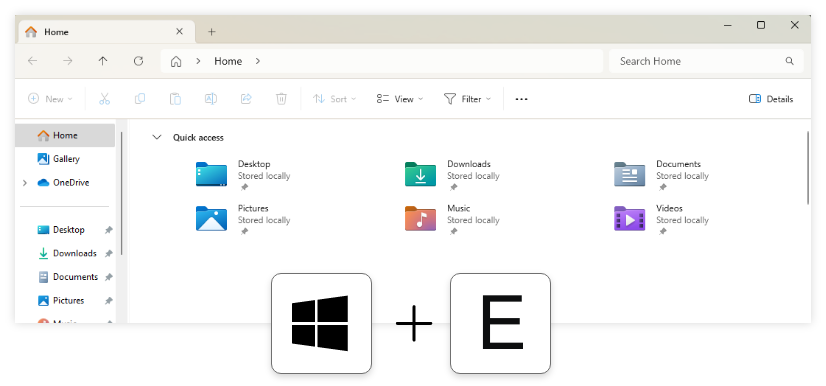 Home
Home
Search Home
New
Sort
View
Filter
Details
Home
Gallery
OneDrive
Desktop
Downloads
Documents
Pictures
Music
Quick access
Desktop
Stored locally
Downloads
Stored locally
Documents
Stored locally
Pictures
Stored locally
Music
Stored locally
Videos
Stored locally
+ E